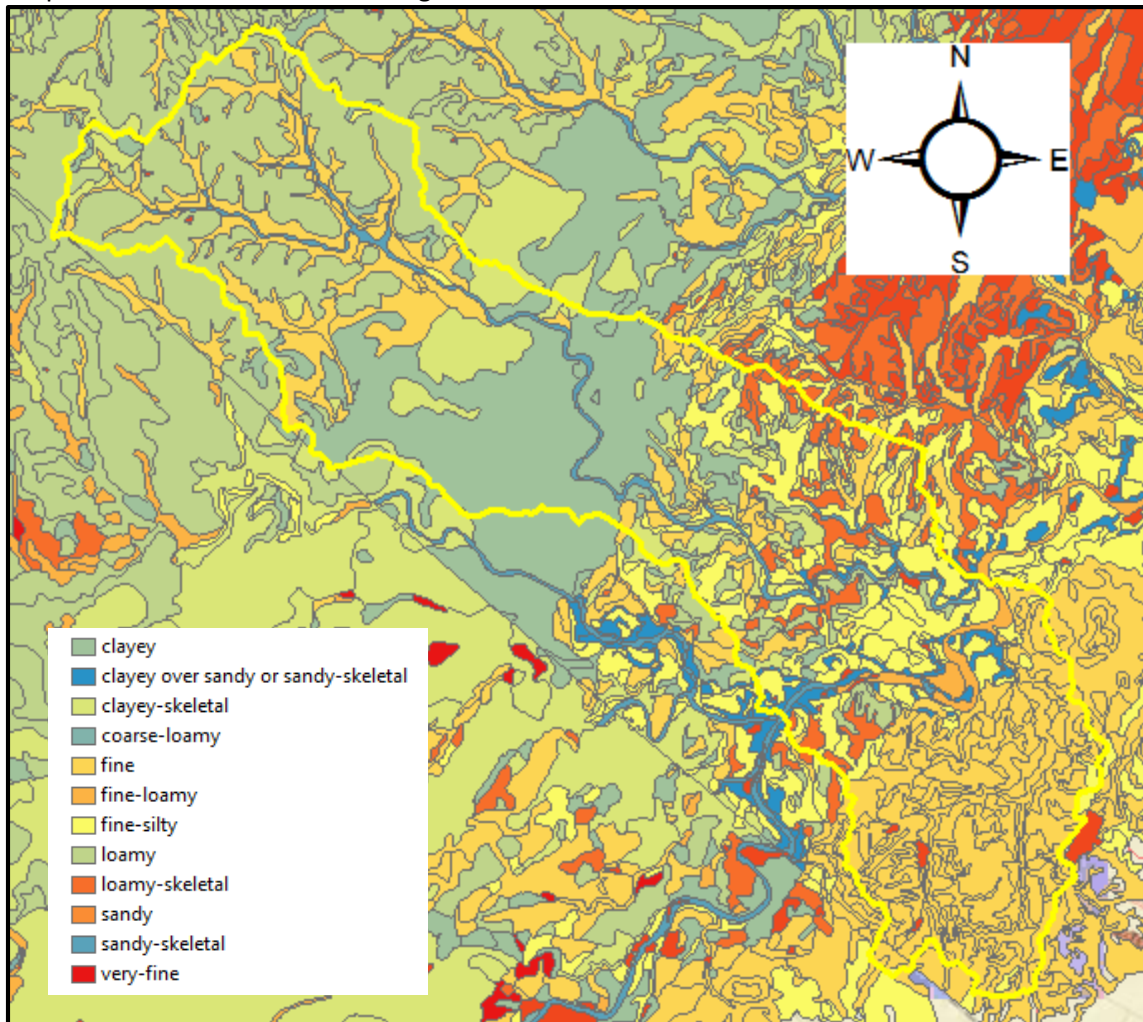 N
W
E
S
clayey
clayey over sandy or sandy-skeletal
clayey-skeletal
coarse-loamy
fine
fine-loamy
fine-silty
loamy
loamy-skeletal
sandy
sandy-skeletal
very-fine